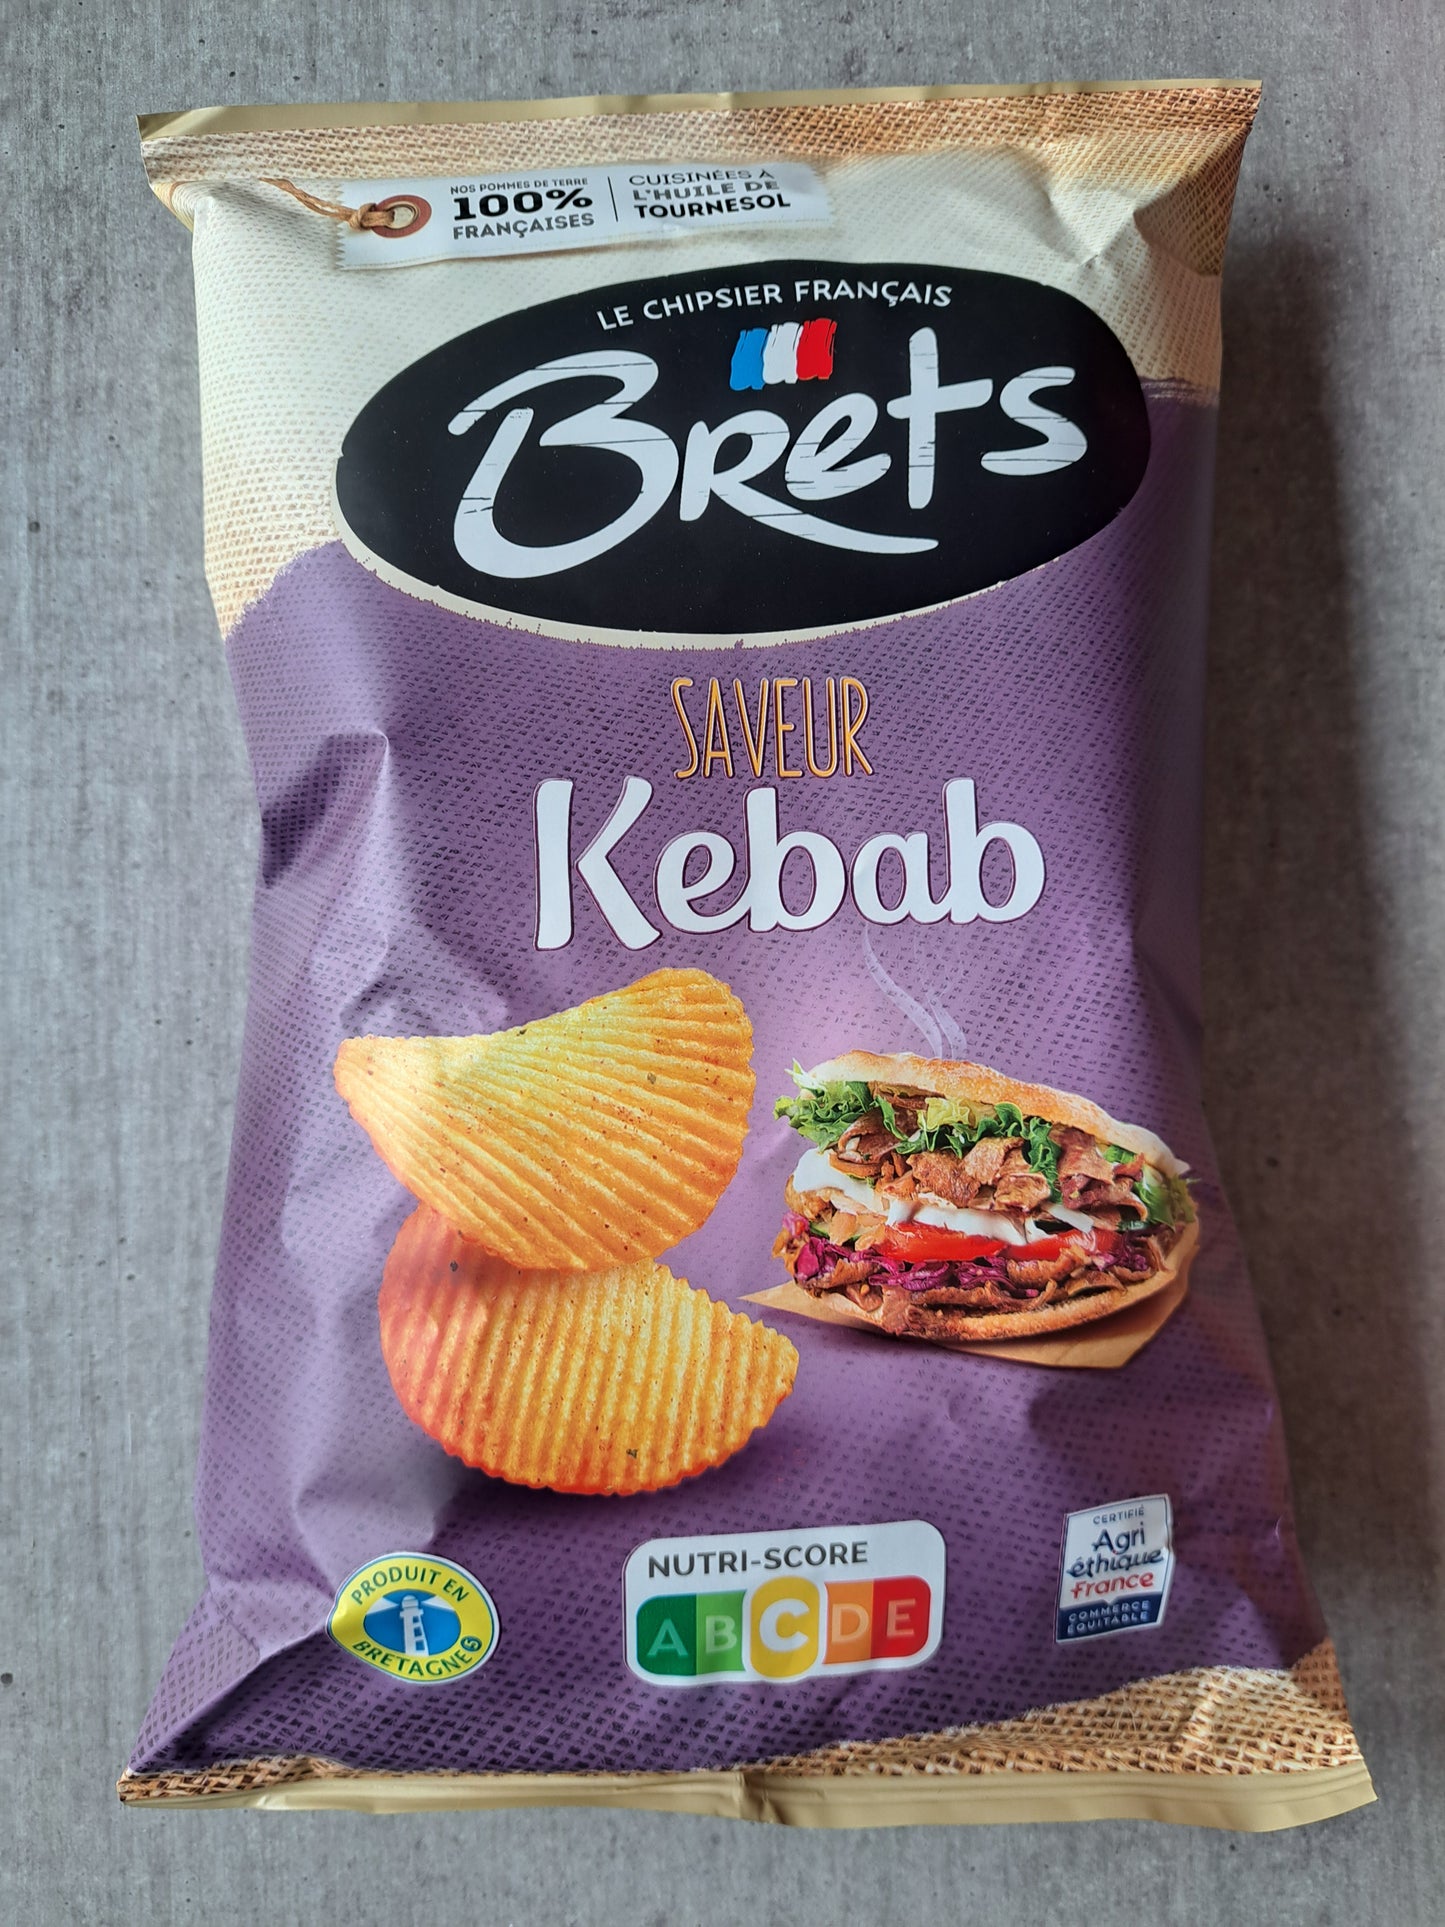 NOS POMMES DE TERRE
100%
FRANÇAISES
CUISINÉES À
L'HUILE DE
TOURNESOL
LE CHIPSIER FRANÇAIS
Brets
SAVEUR
Kebab
PRODUIT EN
BRETAGNE
NUTRI-SCORE
A B C D E
CERTIFIÉ
Agri
éthique
france
COMMERCE
ÉQUITABLE